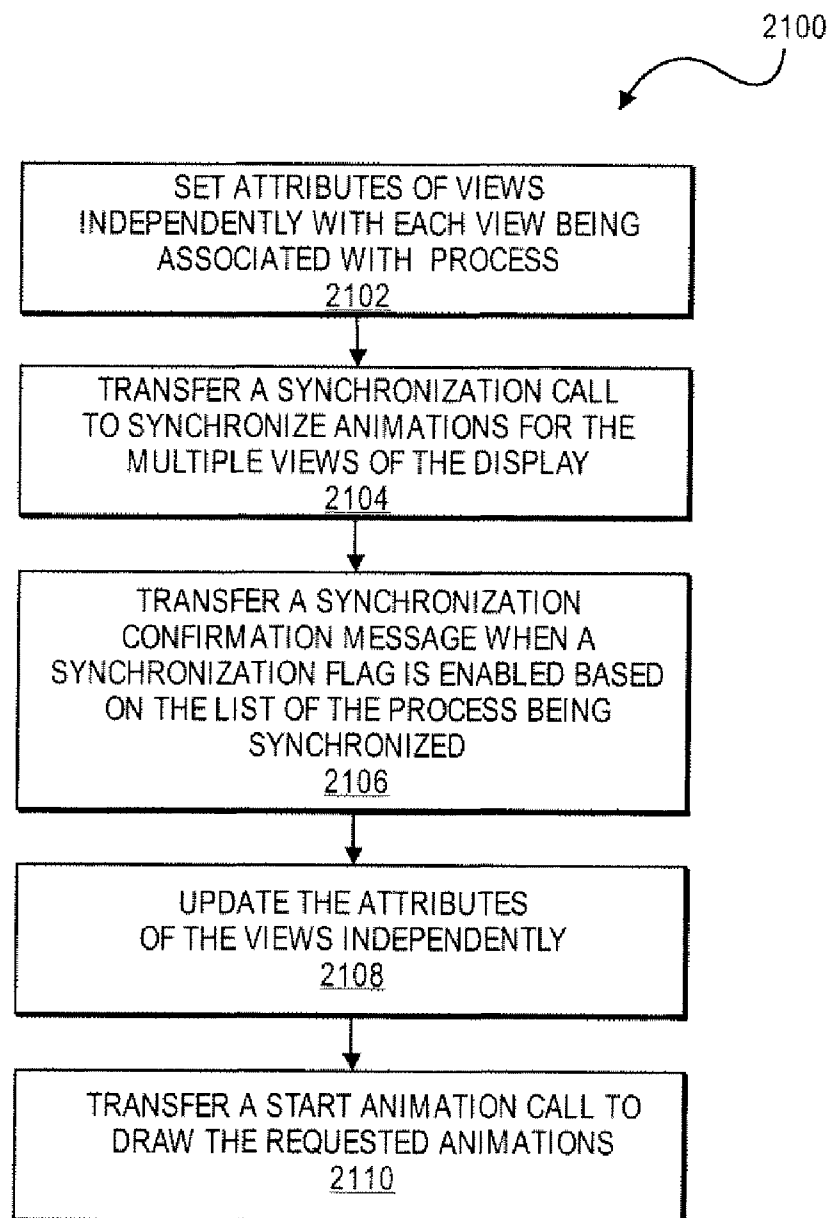 2100
SET ATTRIBUTES OF VIEWS
INDEPENDENTLY WITH EACH VIEW BEING
ASSOCIATED WITH PROCESS
2102
TRANSFER A SYNCHRONIZATION CALL
TO SYNCHRONIZE ANIMATIONS FOR THE
MULTIPLE VIEWS OF THE DISPLAY
2104
TRANSFER A SYNCHRONIZATION
CONFIRMATION MESSAGE WHEN A
SYNCHRONIZATION FLAG IS ENABLED BASED
ON THE LIST OF THE PROCESS BEING
SYNCHRONIZED
2106
UPDATE THE ATTRIBUTES
OF THE VIEWS INDEPENDENTLY
2108
TRANSFER A START ANIMATION CALL TO
DRAW THE REQUESTED ANIMATIONS
2110